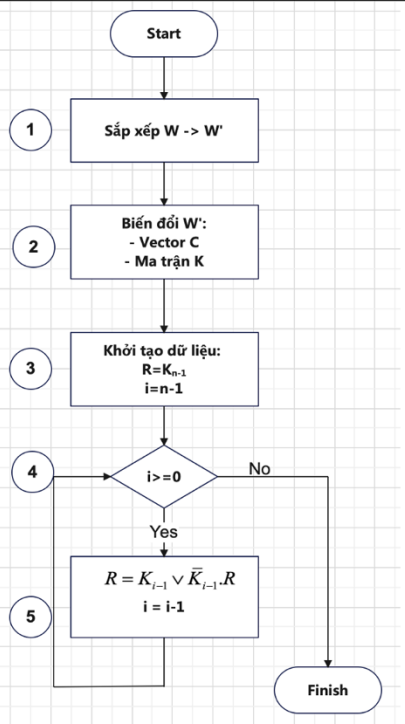 Start
1
Sắp xếp W -> W'
2
Biến đổi W':
- Vector C
- Ma trận K
3
Khởi tạo dữ liệu:
R=Kₙ₋₁
i=n-1
4
i>=0
No
Yes
5
R = Kᵢ₋₁ ∨ K̅ᵢ₋₁.R
i = i-1
Finish